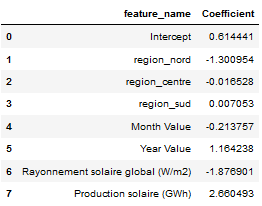 feature_name Coefficient
0 Intercept 0.614441
1 region_nord -1.300954
2 region_centre -0.016528
3 region_sud 0.007053
4 Month Value -0.213757
5 Year Value 1.164238
6 Rayonnement solaire global (W/m2) -1.876901
7 Production solaire (GWh) 2.660493